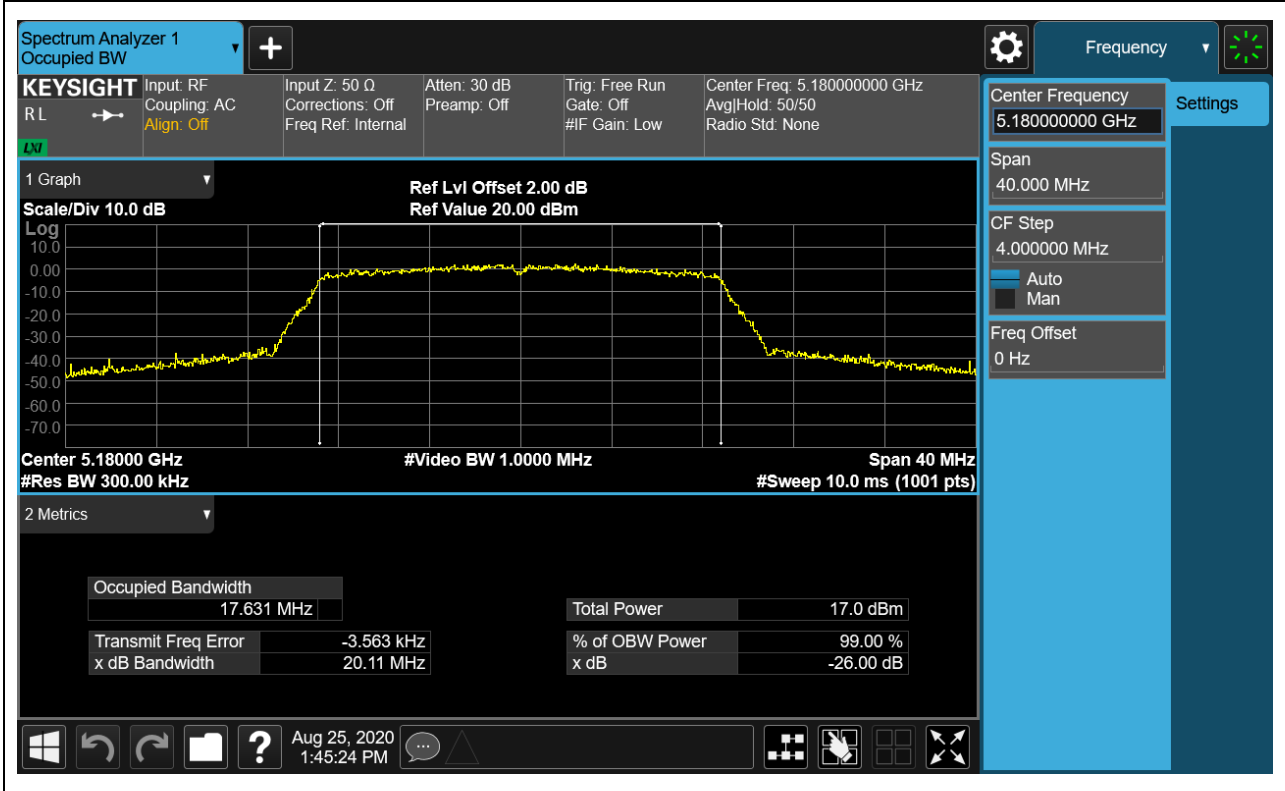 Spectrum Analyzer 1
Occupied BW
Frequency
KEYSIGHT
R L
LXI
Input: RF
Coupling: AC
Align: Off
Input Z: 50 Ω
Corrections: Off
Freq Ref: Internal
Atten: 30 dB
Preamp: Off
Trig: Free Run
Gate: Off
#IF Gain: Low
Center Freq: 5.180000000 GHz
Avg|Hold: 50/50
Radio Std: None
Center Frequency
5.180000000 GHz
Settings
Span
40.000 MHz
CF Step
4.000000 MHz
Auto
Man
Freq Offset
0 Hz
1 Graph
Scale/Div 10.0 dB
Ref Lvl Offset 2.00 dB
Ref Value 20.00 dBm
Log
10.0
0.00
-10.0
-20.0
-30.0
-40.0
-50.0
-60.0
-70.0
Center 5.18000 GHz
#Video BW 1.0000 MHz
Span 40 MHz
#Res BW 300.00 kHz
#Sweep 10.0 ms (1001 pts)
2 Metrics
Occupied Bandwidth
17.631 MHz
Total Power 17.0 dBm
Transmit Freq Error -3.563 kHz
% of OBW Power 99.00 %
x dB Bandwidth 20.11 MHz
x dB -26.00 dB
?
Aug 25, 2020
1:45:24 PM